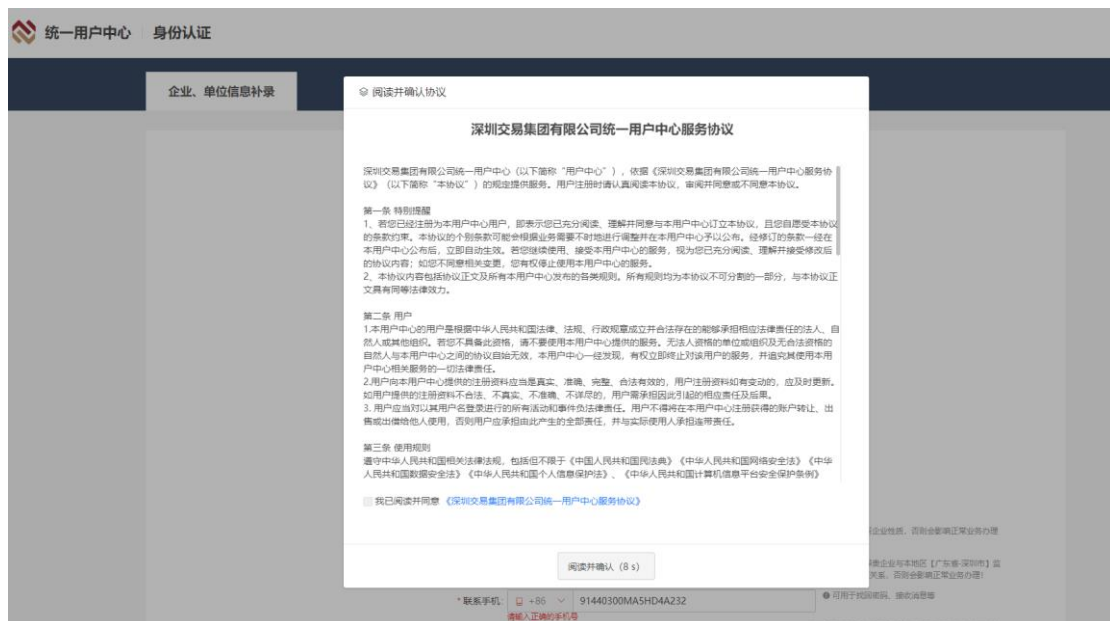 统一用户中心 身份认证
企业、单位信息补录
阅读并确认协议
深圳交易集团有限公司统一用户中心服务协议
深圳交易集团有限公司统一用户中心（以下简称“用户中心”），依据《深圳交易集团有限公司统一用户中心服务协
议》（以下简称“本协议”）的规定提供服务。用户注册时请认真阅读本协议，审阅并同意或不同意本协议。
第一条 特别提醒
1、若您已经注册为本用户中心用户，即表示您已充分阅读、理解并同意与本用户中心订立本协议，且您自愿受本协议
的条款约束。本协议的个别条款可能会根据业务需要不时地进行调整并在本用户中心予以公布。经修订的条款一经在
本用户中心公布后，立即自动生效。若您继续使用、接受本用户中心的服务，视为您已充分阅读、理解并接受修改后
的协议内容；如您不同意相关变更，您有权停止使用本用户中心的服务。
2、本协议内容包括协议正文及所有本用户中心发布的各类规则。所有规则均为本协议不可分割的一部分，与本协议正
文具有同等法律效力。
第二条 用户
1.本用户中心的用户是根据中华人民共和国法律、法规、行政规章成立并合法存在的能够承担相应法律责任的法人、自
然人或其他组织。若您不具备此资格，请不要使用本用户中心提供的服务。无法人资格的单位或组织及无合法资格的
自然人与本用户中心之间的协议自始无效，本用户中心一经发现，有权立即终止对该用户的服务，并追究其使用本用
户中心相关服务的一切法律责任。
2.用户向本用户中心提供的注册资料应当是真实、准确、完整、合法有效的，用户注册资料如有变动的，应及时更新。
如用户提供的注册资料不合法、不真实、不准确、不详尽的，用户需承担因此引起的相应责任及后果。
3. 用户应当对以其用户名登录进行的所有活动和事件负法律责任。用户不得将在本用户中心注册获得的账户转让、出
售或出借给他人使用，否则用户应承担由此产生的全部责任，并与实际使用人承担连带责任。
第三条 使用规则
遵守中华人民共和国相关法律法规，包括但不限于《中国人民共和国民法典》《中华人民共和国网络安全法》《中华
人民共和国数据安全法》《中华人民共和国个人信息保护法》、《中华人民共和国计算机信息平台安全保护条例》
我已阅读并同意 《深圳交易集团有限公司统一用户中心服务协议》
企业性质，否则会影响正常业务办理
阅读并确认（8 s）
企业与本地区【广东省-深圳市】监
关系，否则会影响正常业务办理！
* 联系手机: +86 91440300MA5HD4A232 可用于找回密码、接收消息等
请输入正确的手机号